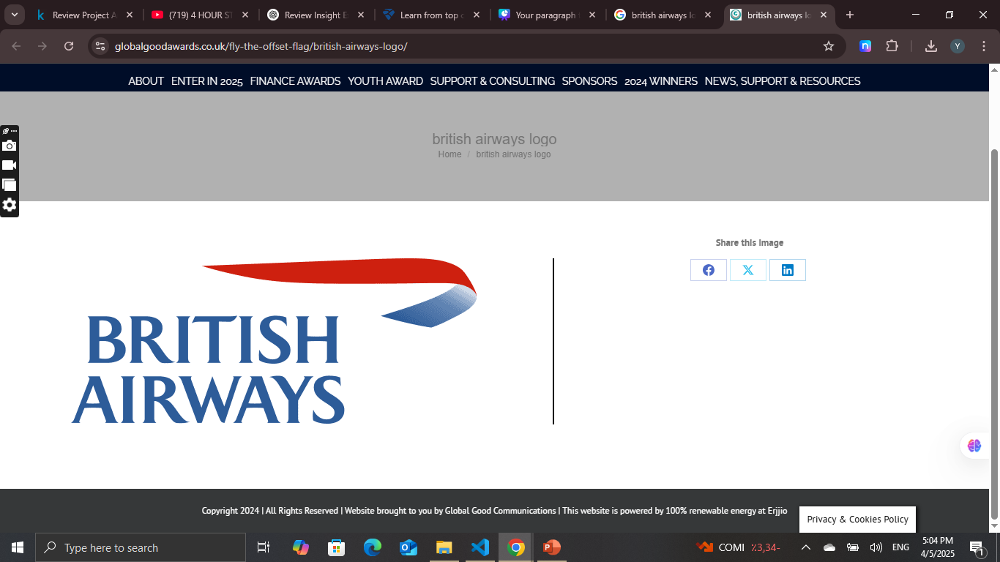 Review Project A
(719) 4 HOUR ST
Review Insight E
Learn from top c
Your paragraph
british airways lo
british airways lo
globalgoodawards.co.uk/fly-the-offset-flag/british-airways-logo/
Y
ABOUT ENTER IN 2025 FINANCE AWARDS YOUTH AWARD SUPPORT & CONSULTING SPONSORS 2024 WINNERS NEWS, SUPPORT & RESOURCES
british airways logo
Home / british airways logo
Share this image
BRITISH
AIRWAYS
Copyright 2024 | All Rights Reserved | Website brought to you by Global Good Communications | This website is powered by 100% renewable energy at Erjjio
Privacy & Cookies Policy
Type here to search
COMI ٪3,34-
ENG
5:04 PM
4/5/2025
1